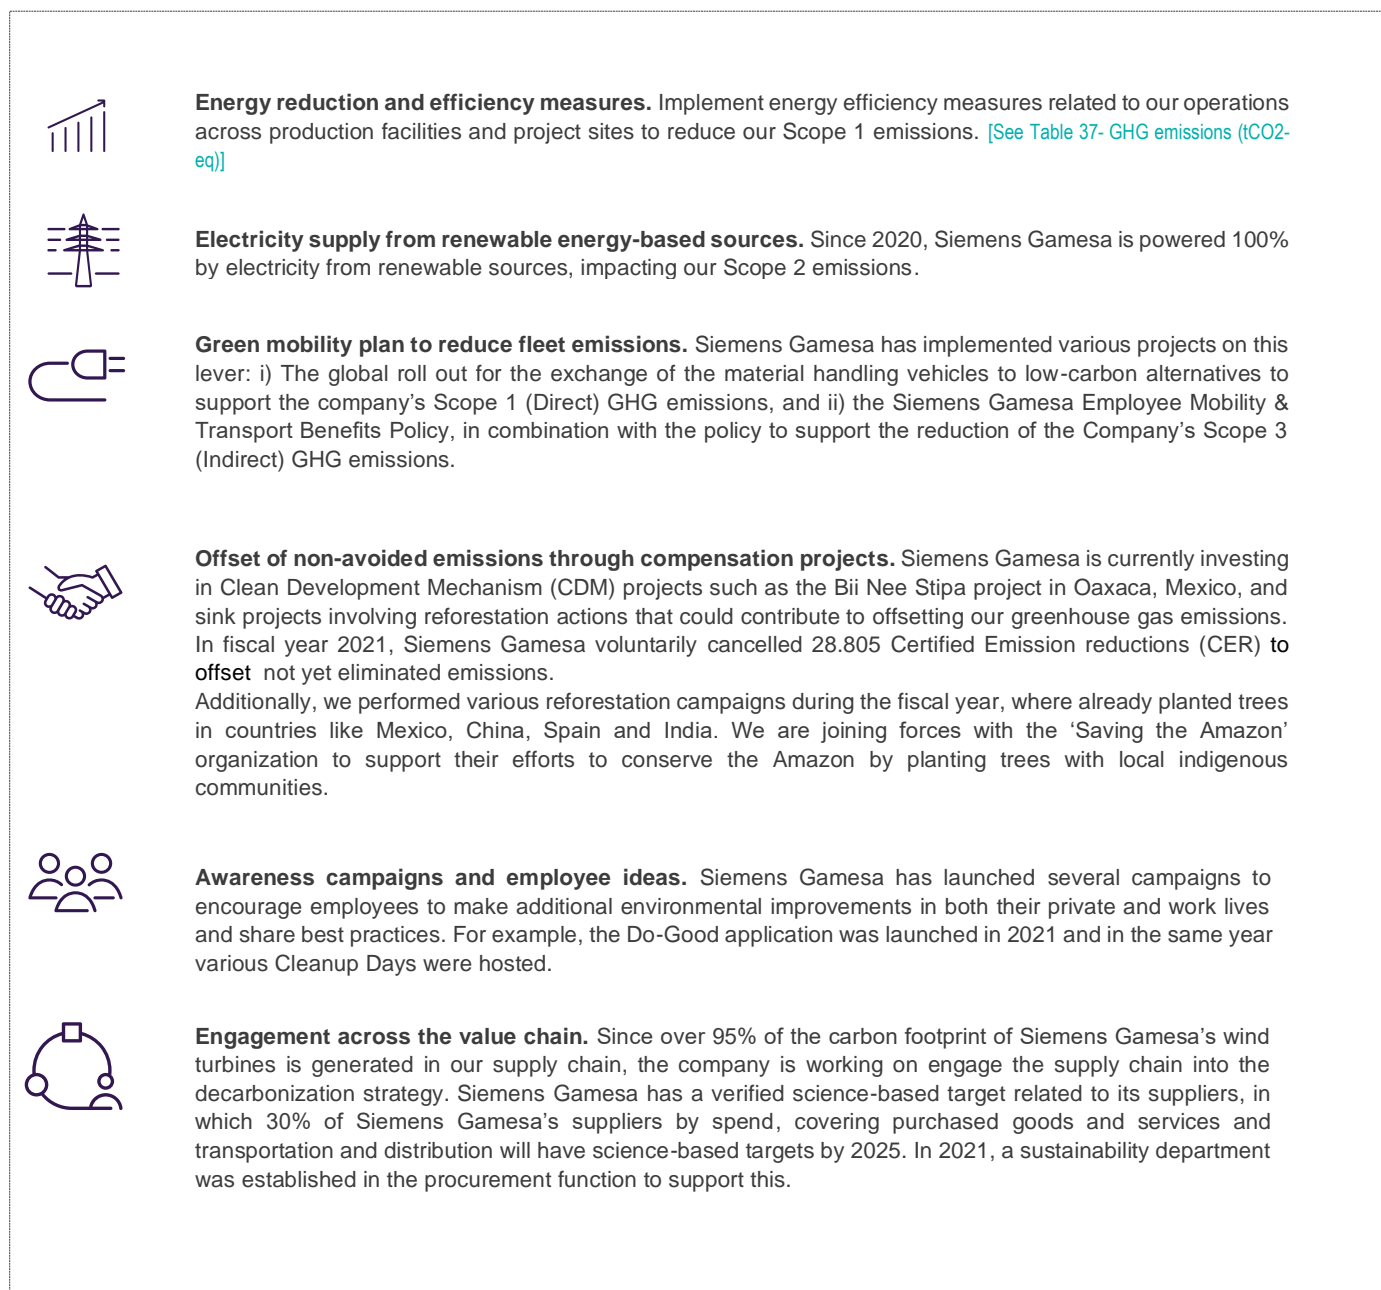 Energy reduction and efficiency measures. Implement energy efficiency measures related to our operations
across production facilities and project sites to reduce our Scope 1 emissions. [See Table 37- GHG emissions (tCO2-
eq)]
Electricity supply from renewable energy-based sources. Since 2020, Siemens Gamesa is powered 100%
by electricity from renewable sources, impacting our Scope 2 emissions.
Green mobility plan to reduce fleet emissions. Siemens Gamesa has implemented various projects on this
lever: i) The global roll out for the exchange of the material handling vehicles to low-carbon alternatives to
support the company's Scope 1 (Direct) GHG emissions, and ii) the Siemens Gamesa Employee Mobility &
Transport Benefits Policy, in combination with the policy to support the reduction of the Company's Scope 3
(Indirect) GHG emissions.
Offset of non-avoided emissions through compensation projects. Siemens Gamesa is currently investing
in Clean Development Mechanism (CDM) projects such as the Bii Nee Stipa project in Oaxaca, Mexico, and
sink projects involving reforestation actions that could contribute to offsetting our greenhouse gas emissions.
In fiscal year 2021, Siemens Gamesa voluntarily cancelled 28.805 Certified Emission reductions (CER) to
offset not yet eliminated emissions.
Additionally, we performed various reforestation campaigns during the fiscal year, where already planted trees
in countries like Mexico, China, Spain and India. We are joining forces with the ‘Saving the Amazon’
organization to support their efforts to conserve the Amazon by planting trees with local indigenous
communities.
Awareness campaigns and employee ideas. Siemens Gamesa has launched several campaigns to
encourage employees to make additional environmental improvements in both their private and work lives
and share best practices. For example, the Do-Good application was launched in 2021 and in the same year
various Cleanup Days were hosted.
Engagement across the value chain. Since over 95% of the carbon footprint of Siemens Gamesa's wind
turbines is generated in our supply chain, the company is working on engage the supply chain into the
decarbonization strategy. Siemens Gamesa has a verified science-based target related to its suppliers, in
which 30% of Siemens Gamesa's suppliers by spend, covering purchased goods and services and
transportation and distribution will have science-based targets by 2025. In 2021, a sustainability department
was established in the procurement function to support this.